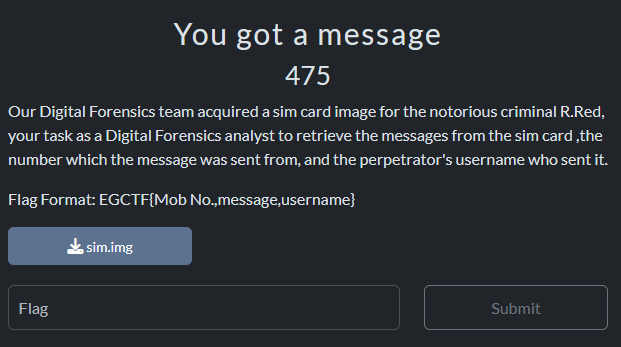 You got a message
475
Our Digital Forensics team acquired a sim card image for the notorious criminal R.Red,
your task as a Digital Forensics analyst to retrieve the messages from the sim card ,the
number which the message was sent from, and the perpetrator's username who sent it.
Flag Format: EGCTF{Mob No.,message,username}
sim.img
Flag
Submit